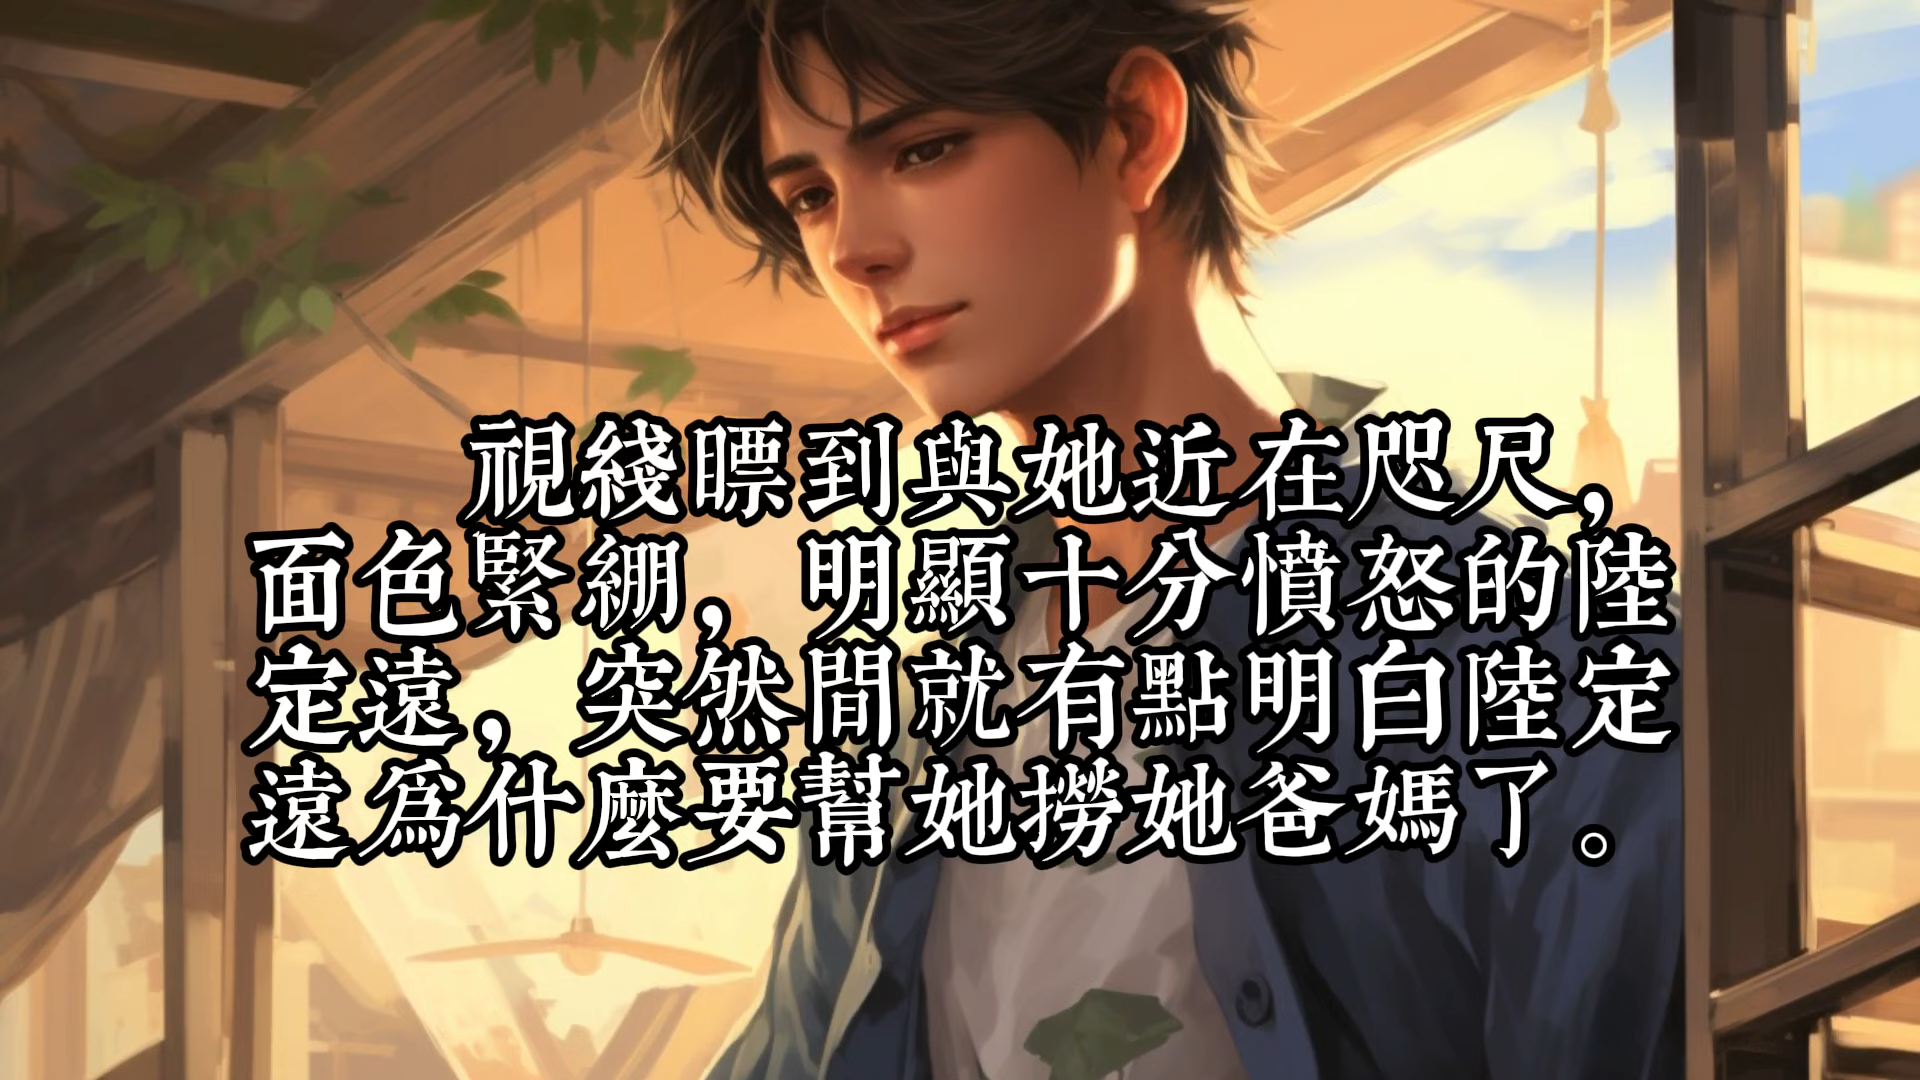 視綫瞟到與她近在咫尺，
面色緊綳，明顯十分憤怒的陸
定遠，突然間就有點明白陸定
遠爲什麼要幫她撈她爸媽了。